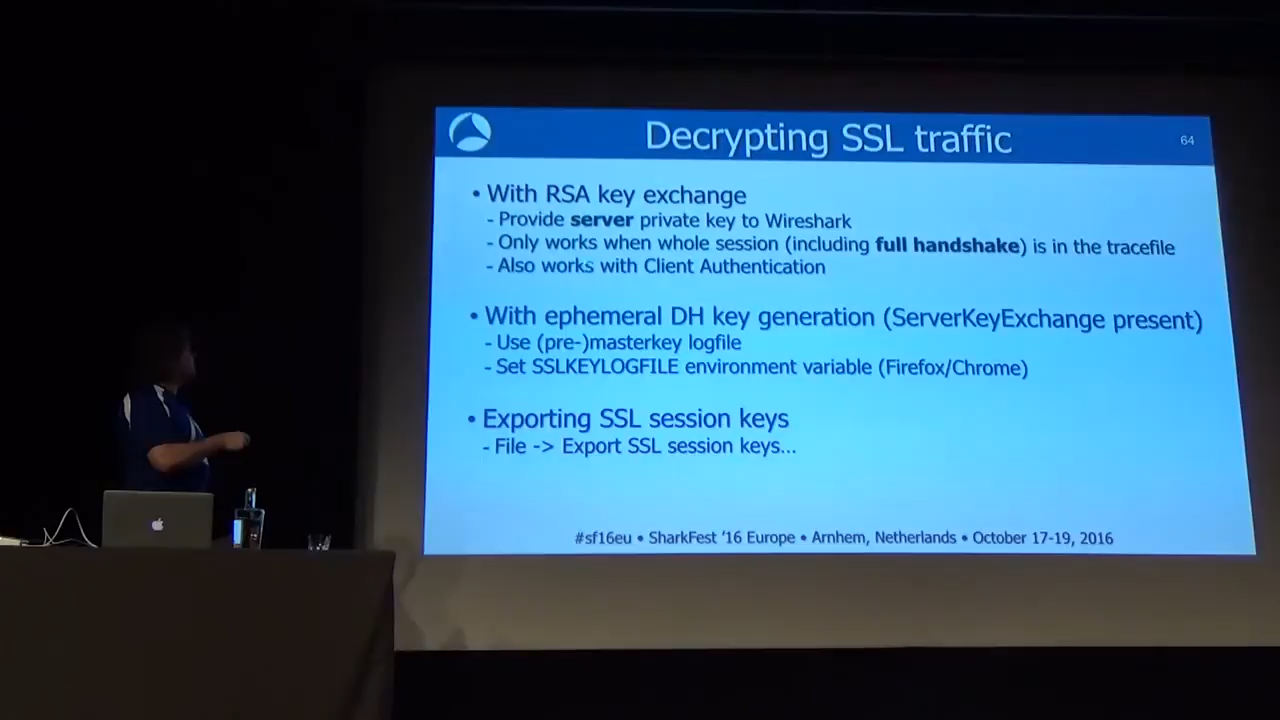 Decrypting SSL traffic
64
• With RSA key exchange
- Provide server private key to Wireshark
- Only works when whole session (including full handshake) is in the tracefile
- Also works with Client Authentication
• With ephemeral DH key generation (ServerKeyExchange present)
- Use (pre-)masterkey logfile
- Set SSLKEYLOGFILE environment variable (Firefox/Chrome)
• Exporting SSL session keys
- File -> Export SSL session keys...
#sf16eu • SharkFest '16 Europe • Arnhem, Netherlands • October 17-19, 2016